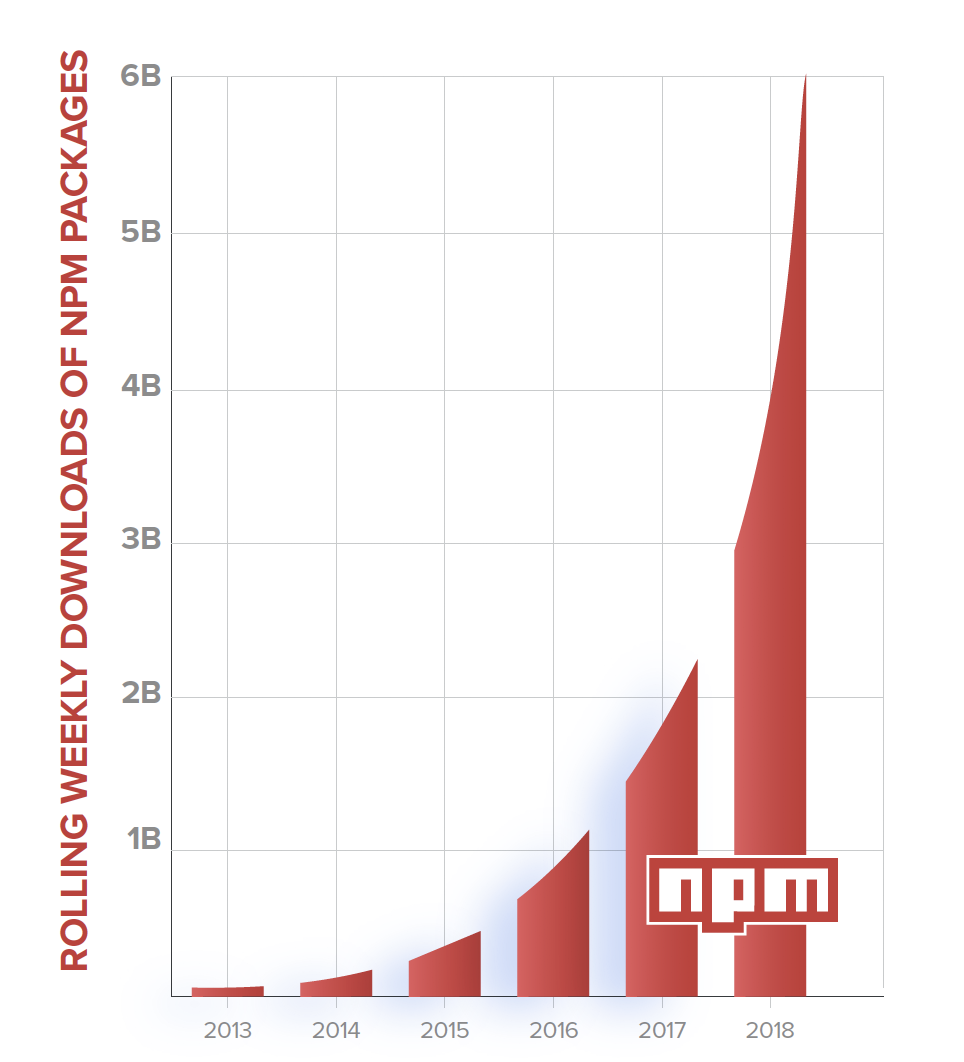 ROLLING WEEKLY DOWNLOADS OF NPM PACKAGES
6B
5B
4B
3B
2B
1B
npm
2013
2014
2015
2016
2017
2018